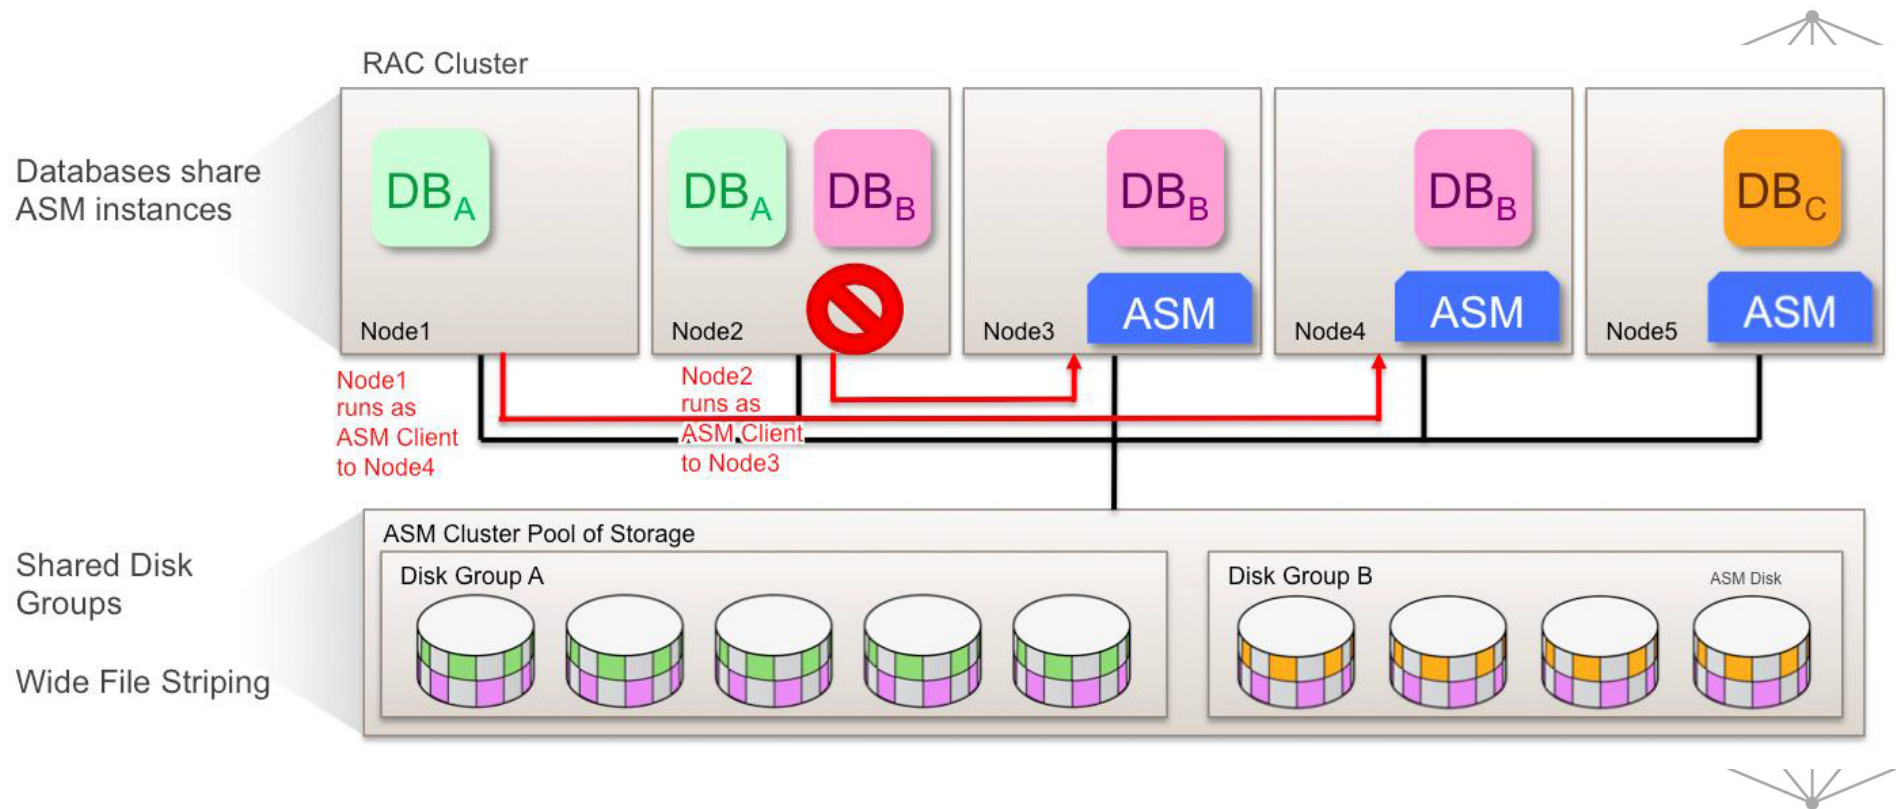 RAC Cluster
Databases share
ASM instances
DBA
DBA
DBB
DBB
DBB
DBC
ASM
ASM
ASM
Node1
Node2
Node3
Node4
Node5
Node1
runs as
ASM Client
to Node4
Node2
runs as
ASM Client
to Node3
ASM Cluster Pool of Storage
Shared Disk
Groups
Disk Group A
Disk Group B
ASM Disk
Wide File Striping